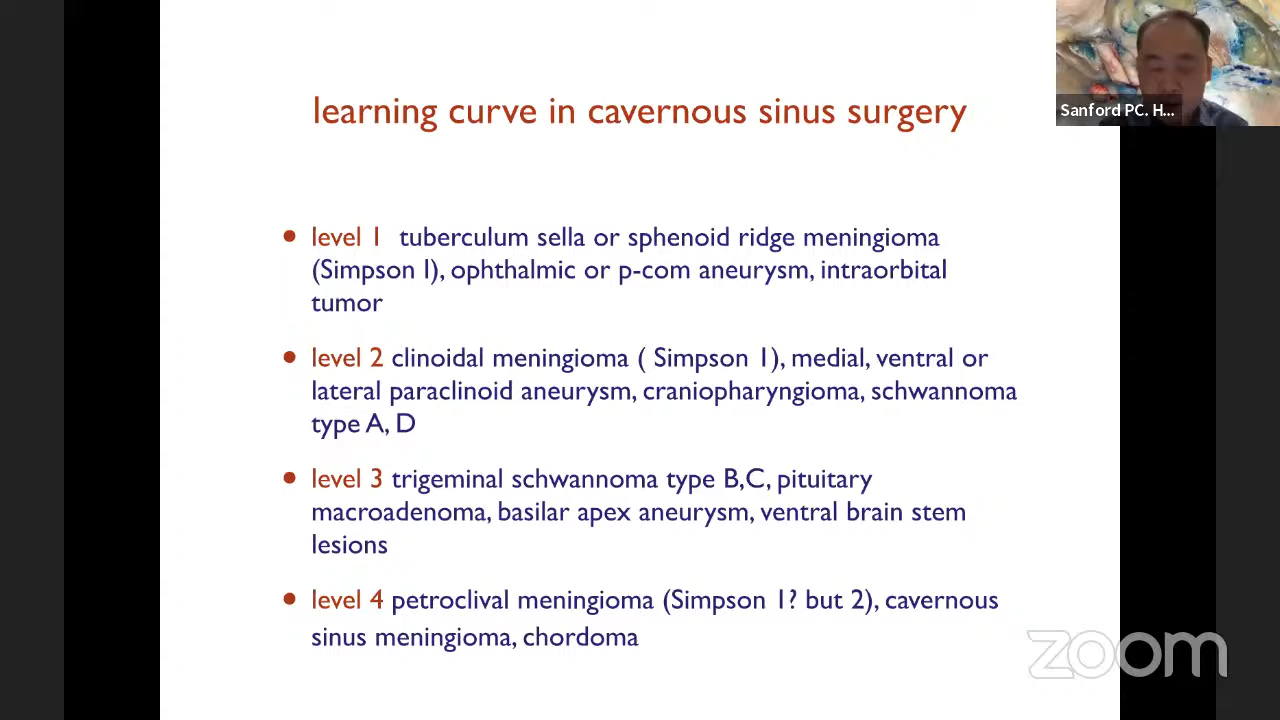 Sanford PC. H...
learning curve in cavernous sinus surgery
• level 1 tuberculum sella or sphenoid ridge meningioma
(Simpson I), ophthalmic or p-com aneurysm, intraorbital
tumor
• level 2 clinoidal meningioma ( Simpson 1), medial, ventral or
lateral paraclinoid aneurysm, craniopharyngioma, schwannoma
type A, D
• level 3 trigeminal schwannoma type B,C, pituitary
macroadenoma, basilar apex aneurysm, ventral brain stem
lesions
• level 4 petroclival meningioma (Simpson 1? but 2), cavernous
sinus meningioma, chordoma
zoom